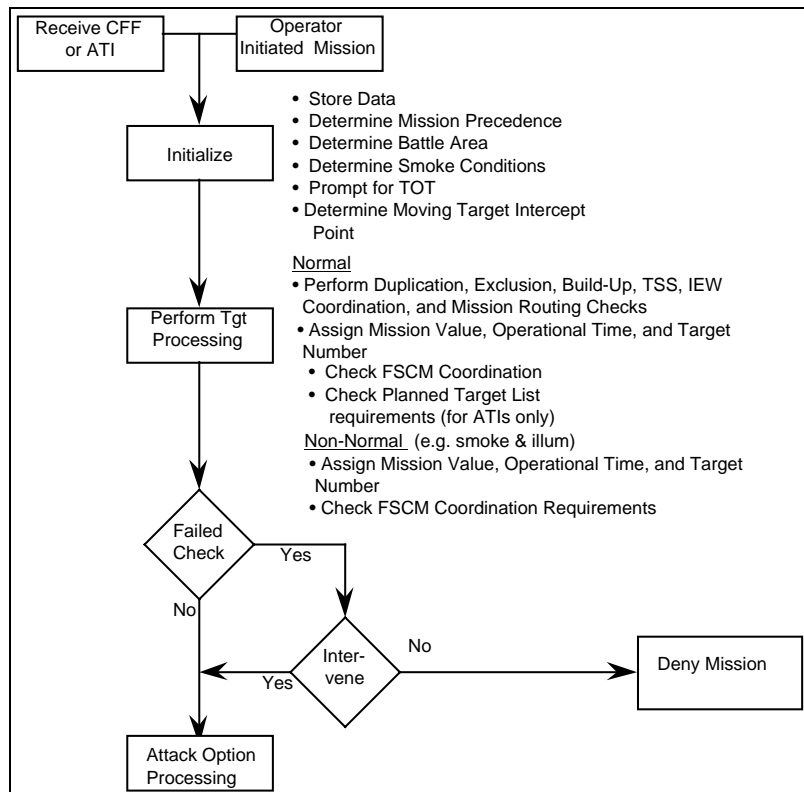 Receive CFF
or ATI
Operator
Initiated Mission
Initialize
• Store Data
• Determine Mission Precedence
• Determine Battle Area
• Determine Smoke Conditions
• Prompt for TOT
• Determine Moving Target Intercept
Point
Perform Tgt
Processing
Normal
• Perform Duplication, Exclusion, Build-Up, TSS, IEW
Coordination, and Mission Routing Checks
• Assign Mission Value, Operational Time, and Target
Number
• Check FSCM Coordination
• Check Planned Target List
requirements (for ATIs only)
Non-Normal (e.g. smoke & illum)
• Assign Mission Value, Operational Time, and Target
Number
• Check FSCM Coordination Requirements
Failed
Check
Yes
No
Inter-
vene
No
Yes
Deny Mission
Attack Option
Processing